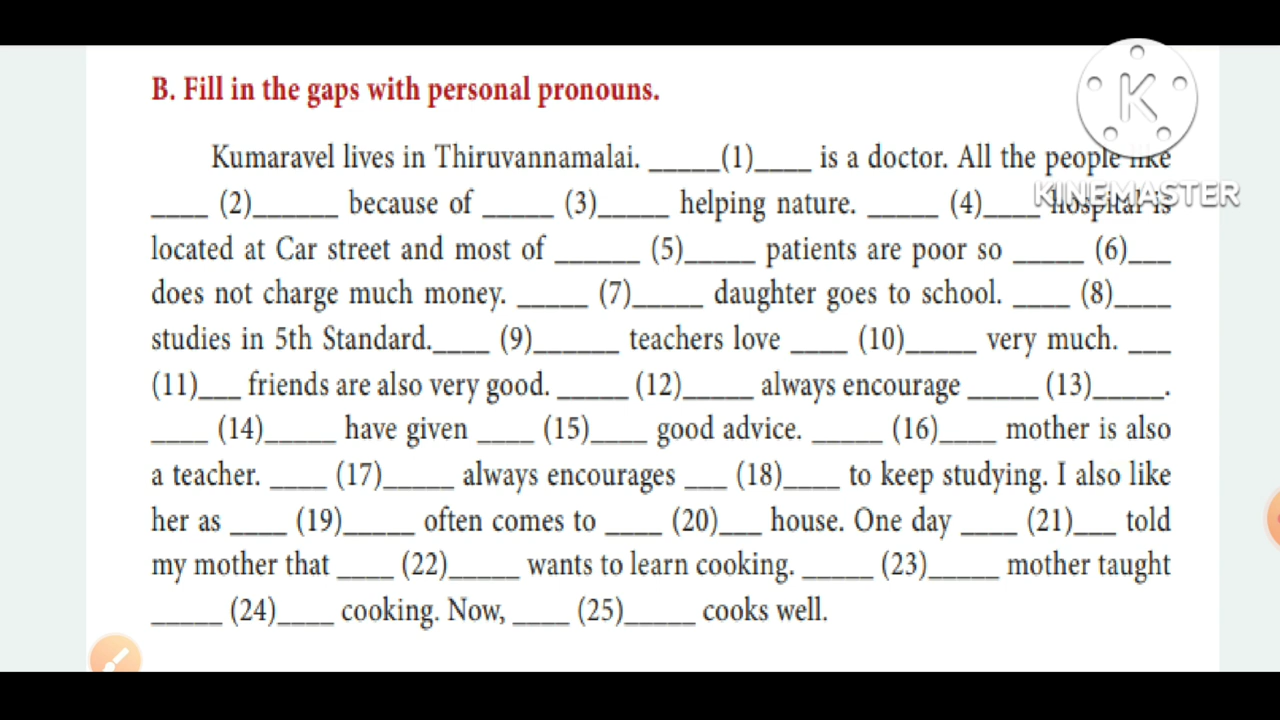 B. Fill in the gaps with personal pronouns.
Kumaravel lives in Thiruvannamalai. _____(1)____ is a doctor. All the people like
____ (2)______ because of _____ (3)_____ helping nature. _____ (4)____ hospital is
located at Car street and most of ______ (5)_____ patients are poor so _____ (6)___
does not charge much money. _____ (7)_____ daughter goes to school. ____ (8)____
studies in 5th Standard.____ (9)______ teachers love ____ (10)_____ very much. ___
(11)___ friends are also very good. _____ (12)_____ always encourage _____ (13)_____.
____ (14)_____ have given ____ (15)____ good advice. _____ (16)____ mother is also
a teacher. ____ (17)_____ always encourages ___ (18)____ to keep studying. I also like
her as ____ (19)_____ often comes to ____ (20)___ house. One day ____ (21)___ told
my mother that ____ (22)_____ wants to learn cooking. _____ (23)_____ mother taught
_____ (24)____ cooking. Now, ____ (25)_____ cooks well.
K
KINEMASTER